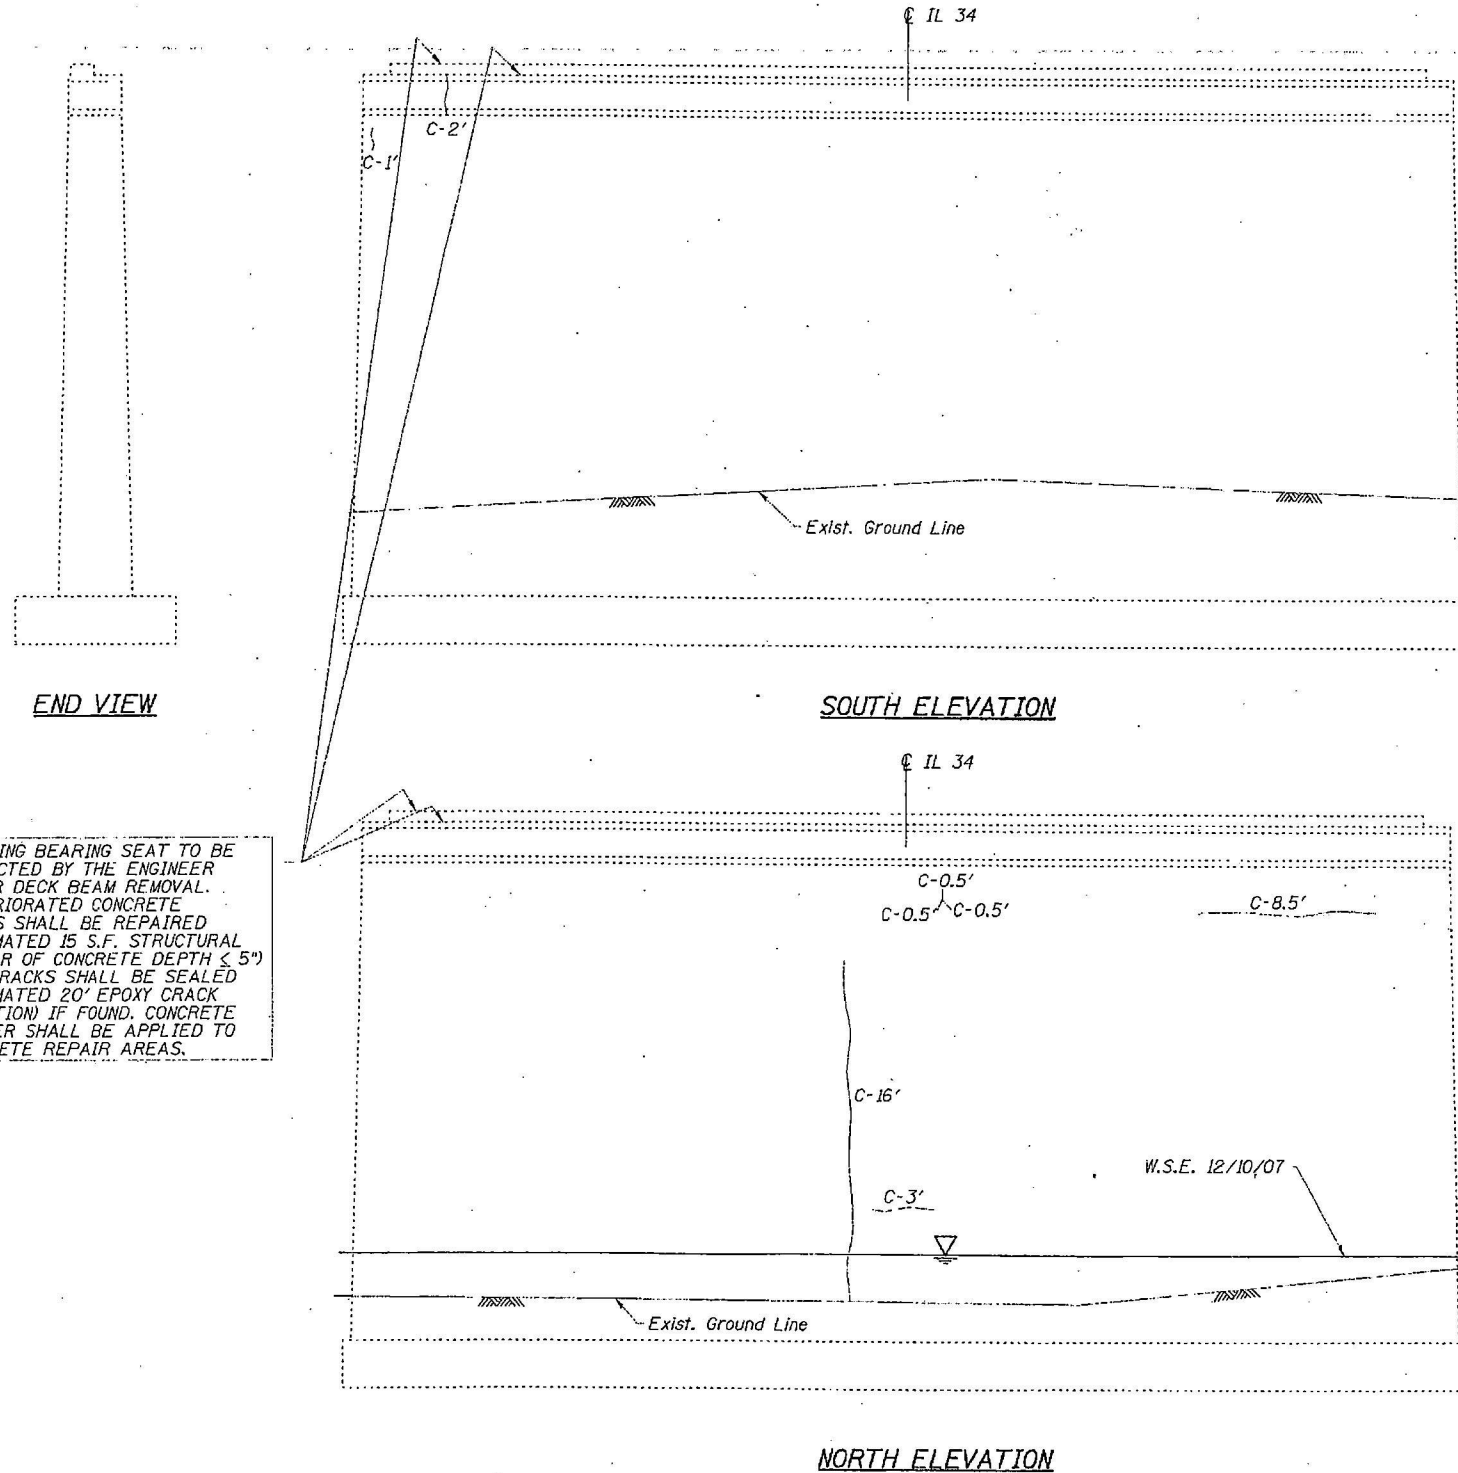 ℄ IL 34
C-2'
C-1'
Exist. Ground Line
END VIEW
SOUTH ELEVATION
℄ IL 34
ING BEARING SEAT TO BE
CTED BY THE ENGINEER
R DECK BEAM REMOVAL.
RIORATED CONCRETE
S SHALL BE REPAIRED
MATED 15 S.F. STRUCTURAL
R OF CONCRETE DEPTH ≤ 5")
RACKS SHALL BE SEALED
MATED 20' EPOXY CRACK
TION) IF FOUND. CONCRETE
ER SHALL BE APPLIED TO
ETE REPAIR AREAS.
C-0.5'
C-0.5' C-0.5'
C-8.5'
C-16'
W.S.E. 12/10/07
C-3'
Exist. Ground Line
NORTH ELEVATION